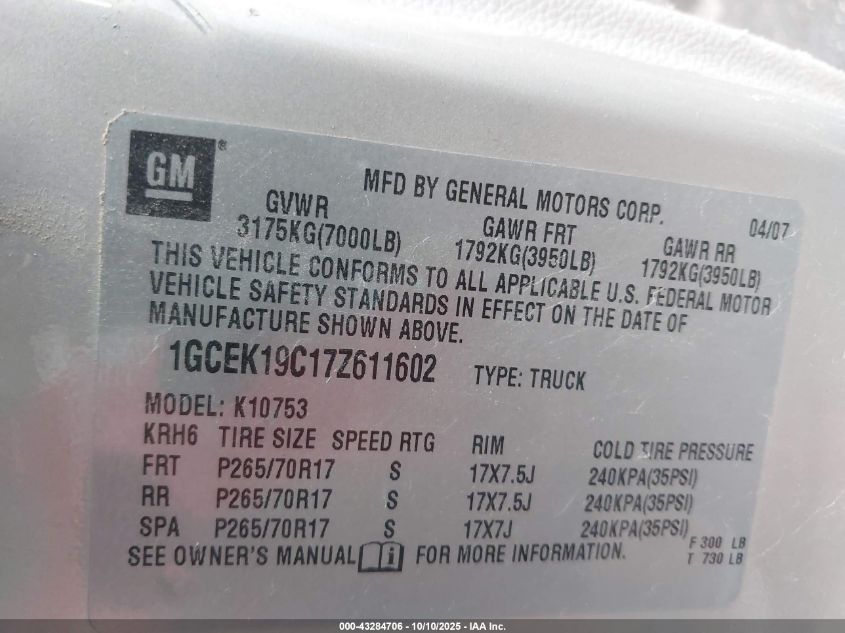 GM®
MFD BY GENERAL MOTORS CORP. 04/07
GVWR GAWR FRT GAWR RR
3175KG(7000LB) 1792KG(3950LB) 1792KG(3950LB)
THIS VEHICLE CONFORMS TO ALL APPLICABLE U.S. FEDERAL MOTOR
VEHICLE SAFETY STANDARDS IN EFFECT ON THE DATE OF
MANUFACTURE SHOWN ABOVE.
1GCEK19C17Z611602 TYPE: TRUCK
MODEL: K10753
KRH6 TIRE SIZE SPEED RTG RIM COLD TIRE PRESSURE
FRT P265/70R17 S 17X7.5J 240KPA(35PSI)
RR P265/70R17 S 17X7.5J 240KPA(35PSI)
SPA P265/70R17 S 17X7J 240KPA(35PSI)
F 300 LB
SEE OWNER'S MANUAL i FOR MORE INFORMATION.
T 730 LB
000-43284706 - 10/10/2025 - IAA Inc.